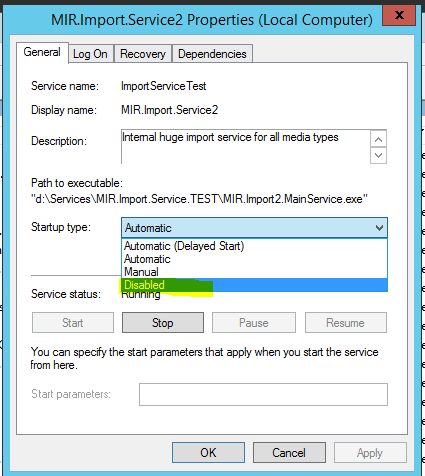 MIR.Import.Service2 Properties (Local Computer)
x
General Log On Recovery Dependencies
Service name: ImportServiceTest
Display name: MIR.Import.Service2
Description: Internal huge import service for all media types
Path to executable:
"d:\Services\MIR.Import.Service.TEST\MIR.Import2.MainService.exe"
Startup type: Automatic
Automatic (Delayed Start)
Automatic
Manual
Disabled
Service status: Running
Start Stop Pause Resume
You can specify the start parameters that apply when you start the service
from here.
Start parameters:
OK Cancel Apply